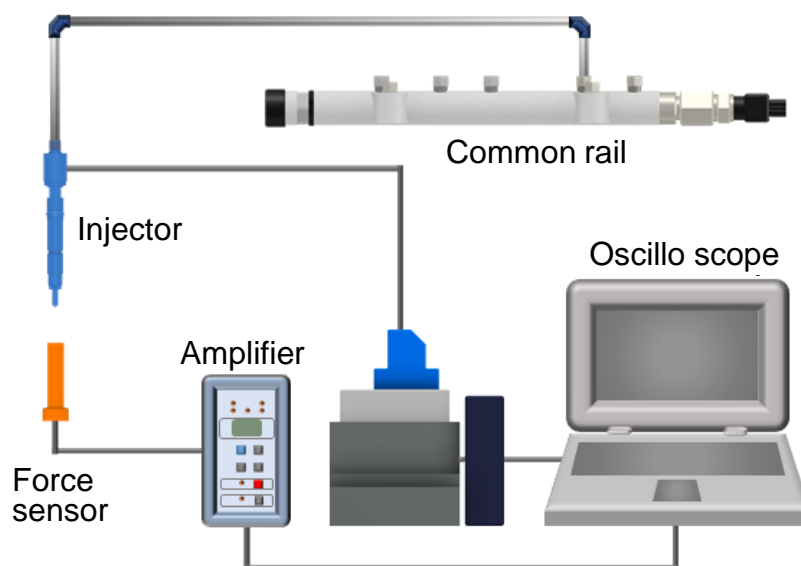 Common rail
Injector
Oscillo scope
Amplifier
Force
sensor